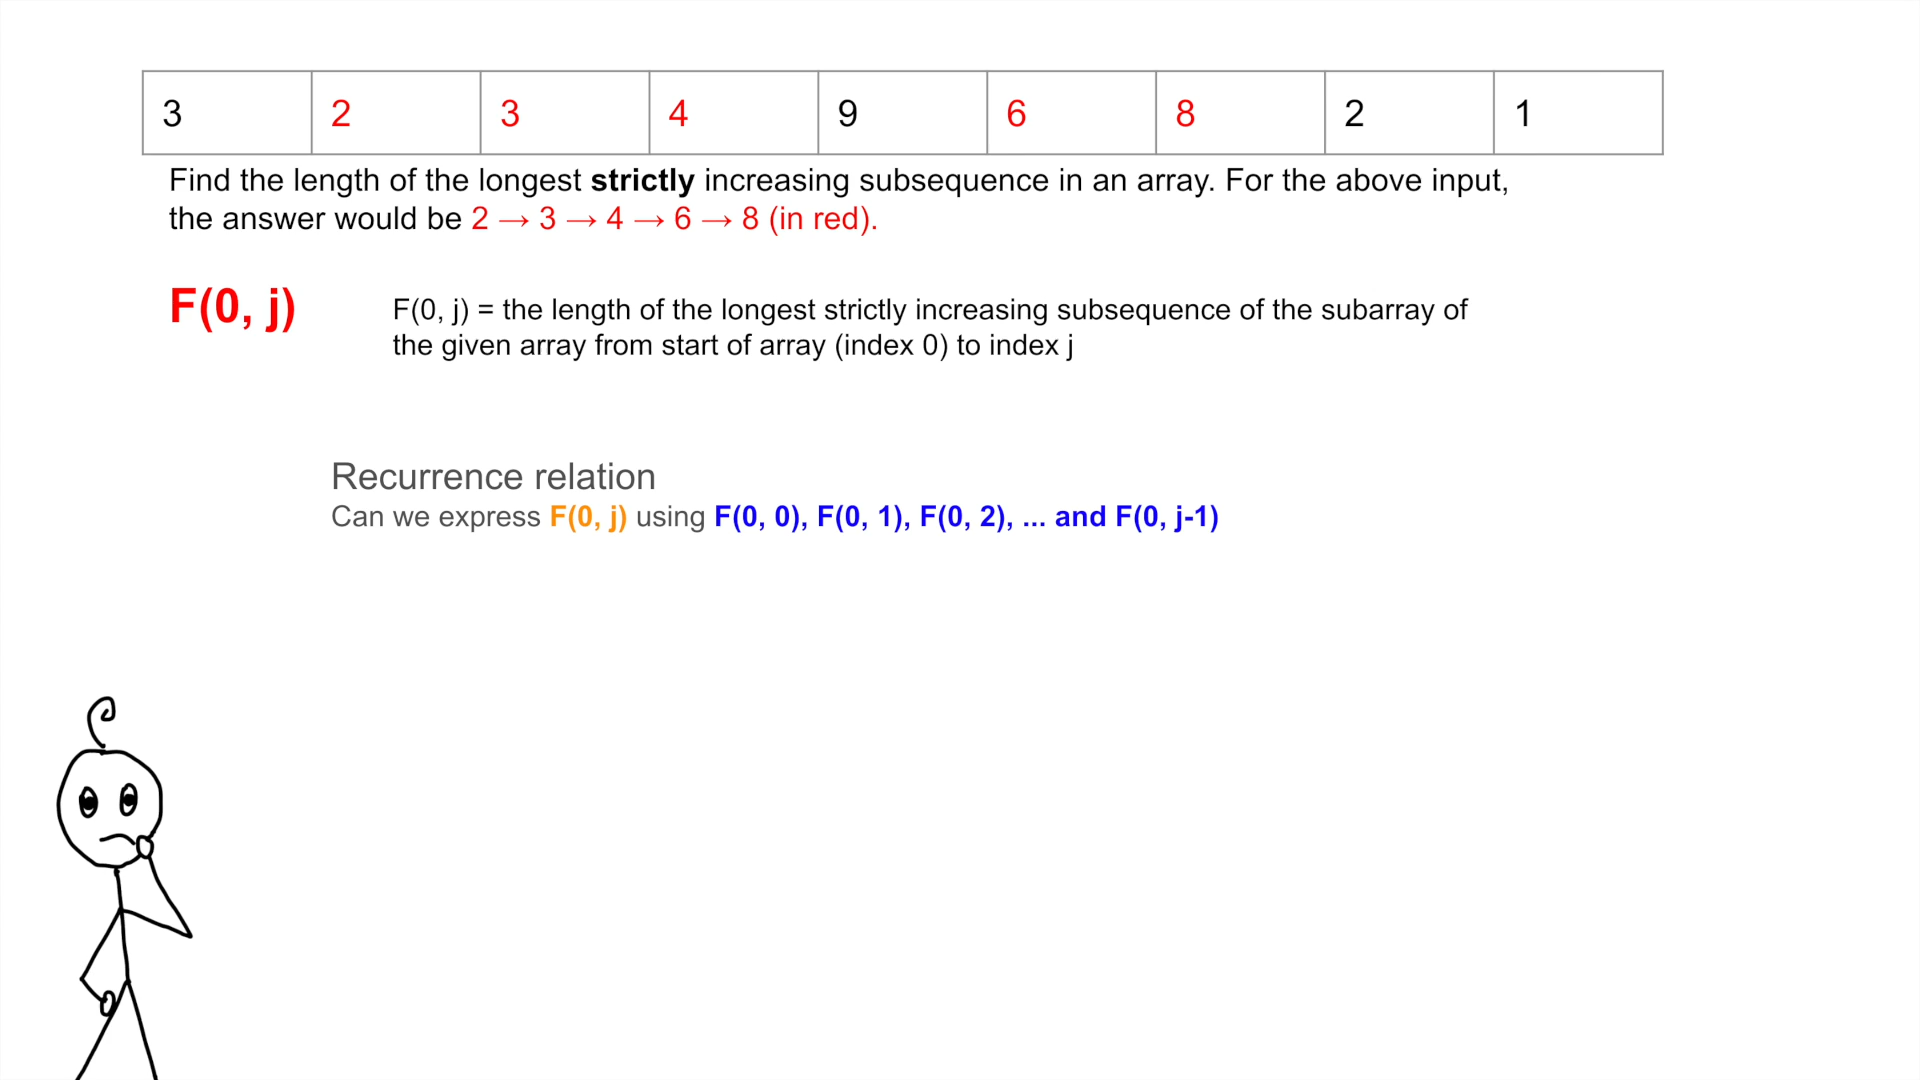 3 2 3 4 9 6 8 2 1
Find the length of the longest strictly increasing subsequence in an array. For the above input,
the answer would be 2 → 3 → 4 → 6 → 8 (in red).
F(0, j)
F(0, j) = the length of the longest strictly increasing subsequence of the subarray of
the given array from start of array (index 0) to index j
Recurrence relation
Can we express F(0, j) using F(0, 0), F(0, 1), F(0, 2), ... and F(0, j-1)